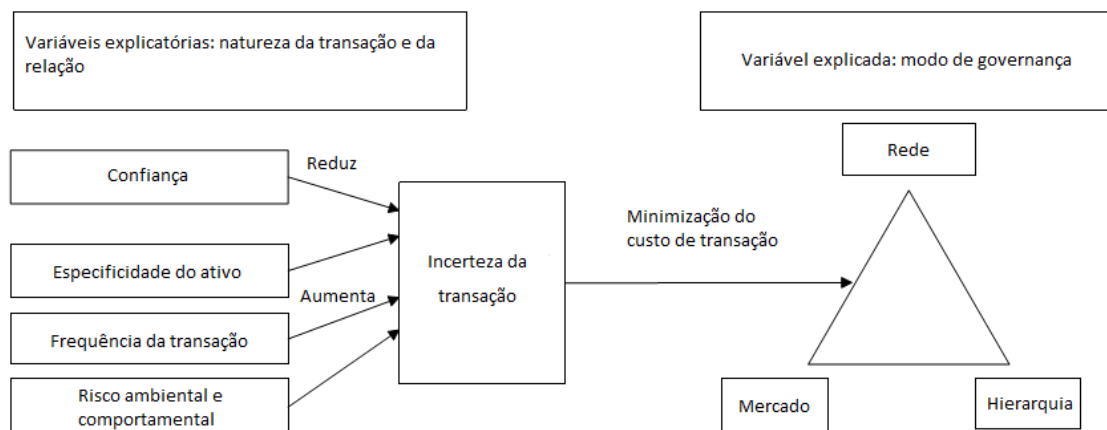 Variáveis explicatórias: natureza da transação e da
relação
Variável explicada: modo de governança
Rede
Confiança
Reduz
Minimização do
custo de transação
Incerteza da
transação
Especificidade do ativo
Aumenta
Frequência da transação
Risco ambiental e
comportamental
Mercado
Hierarquia